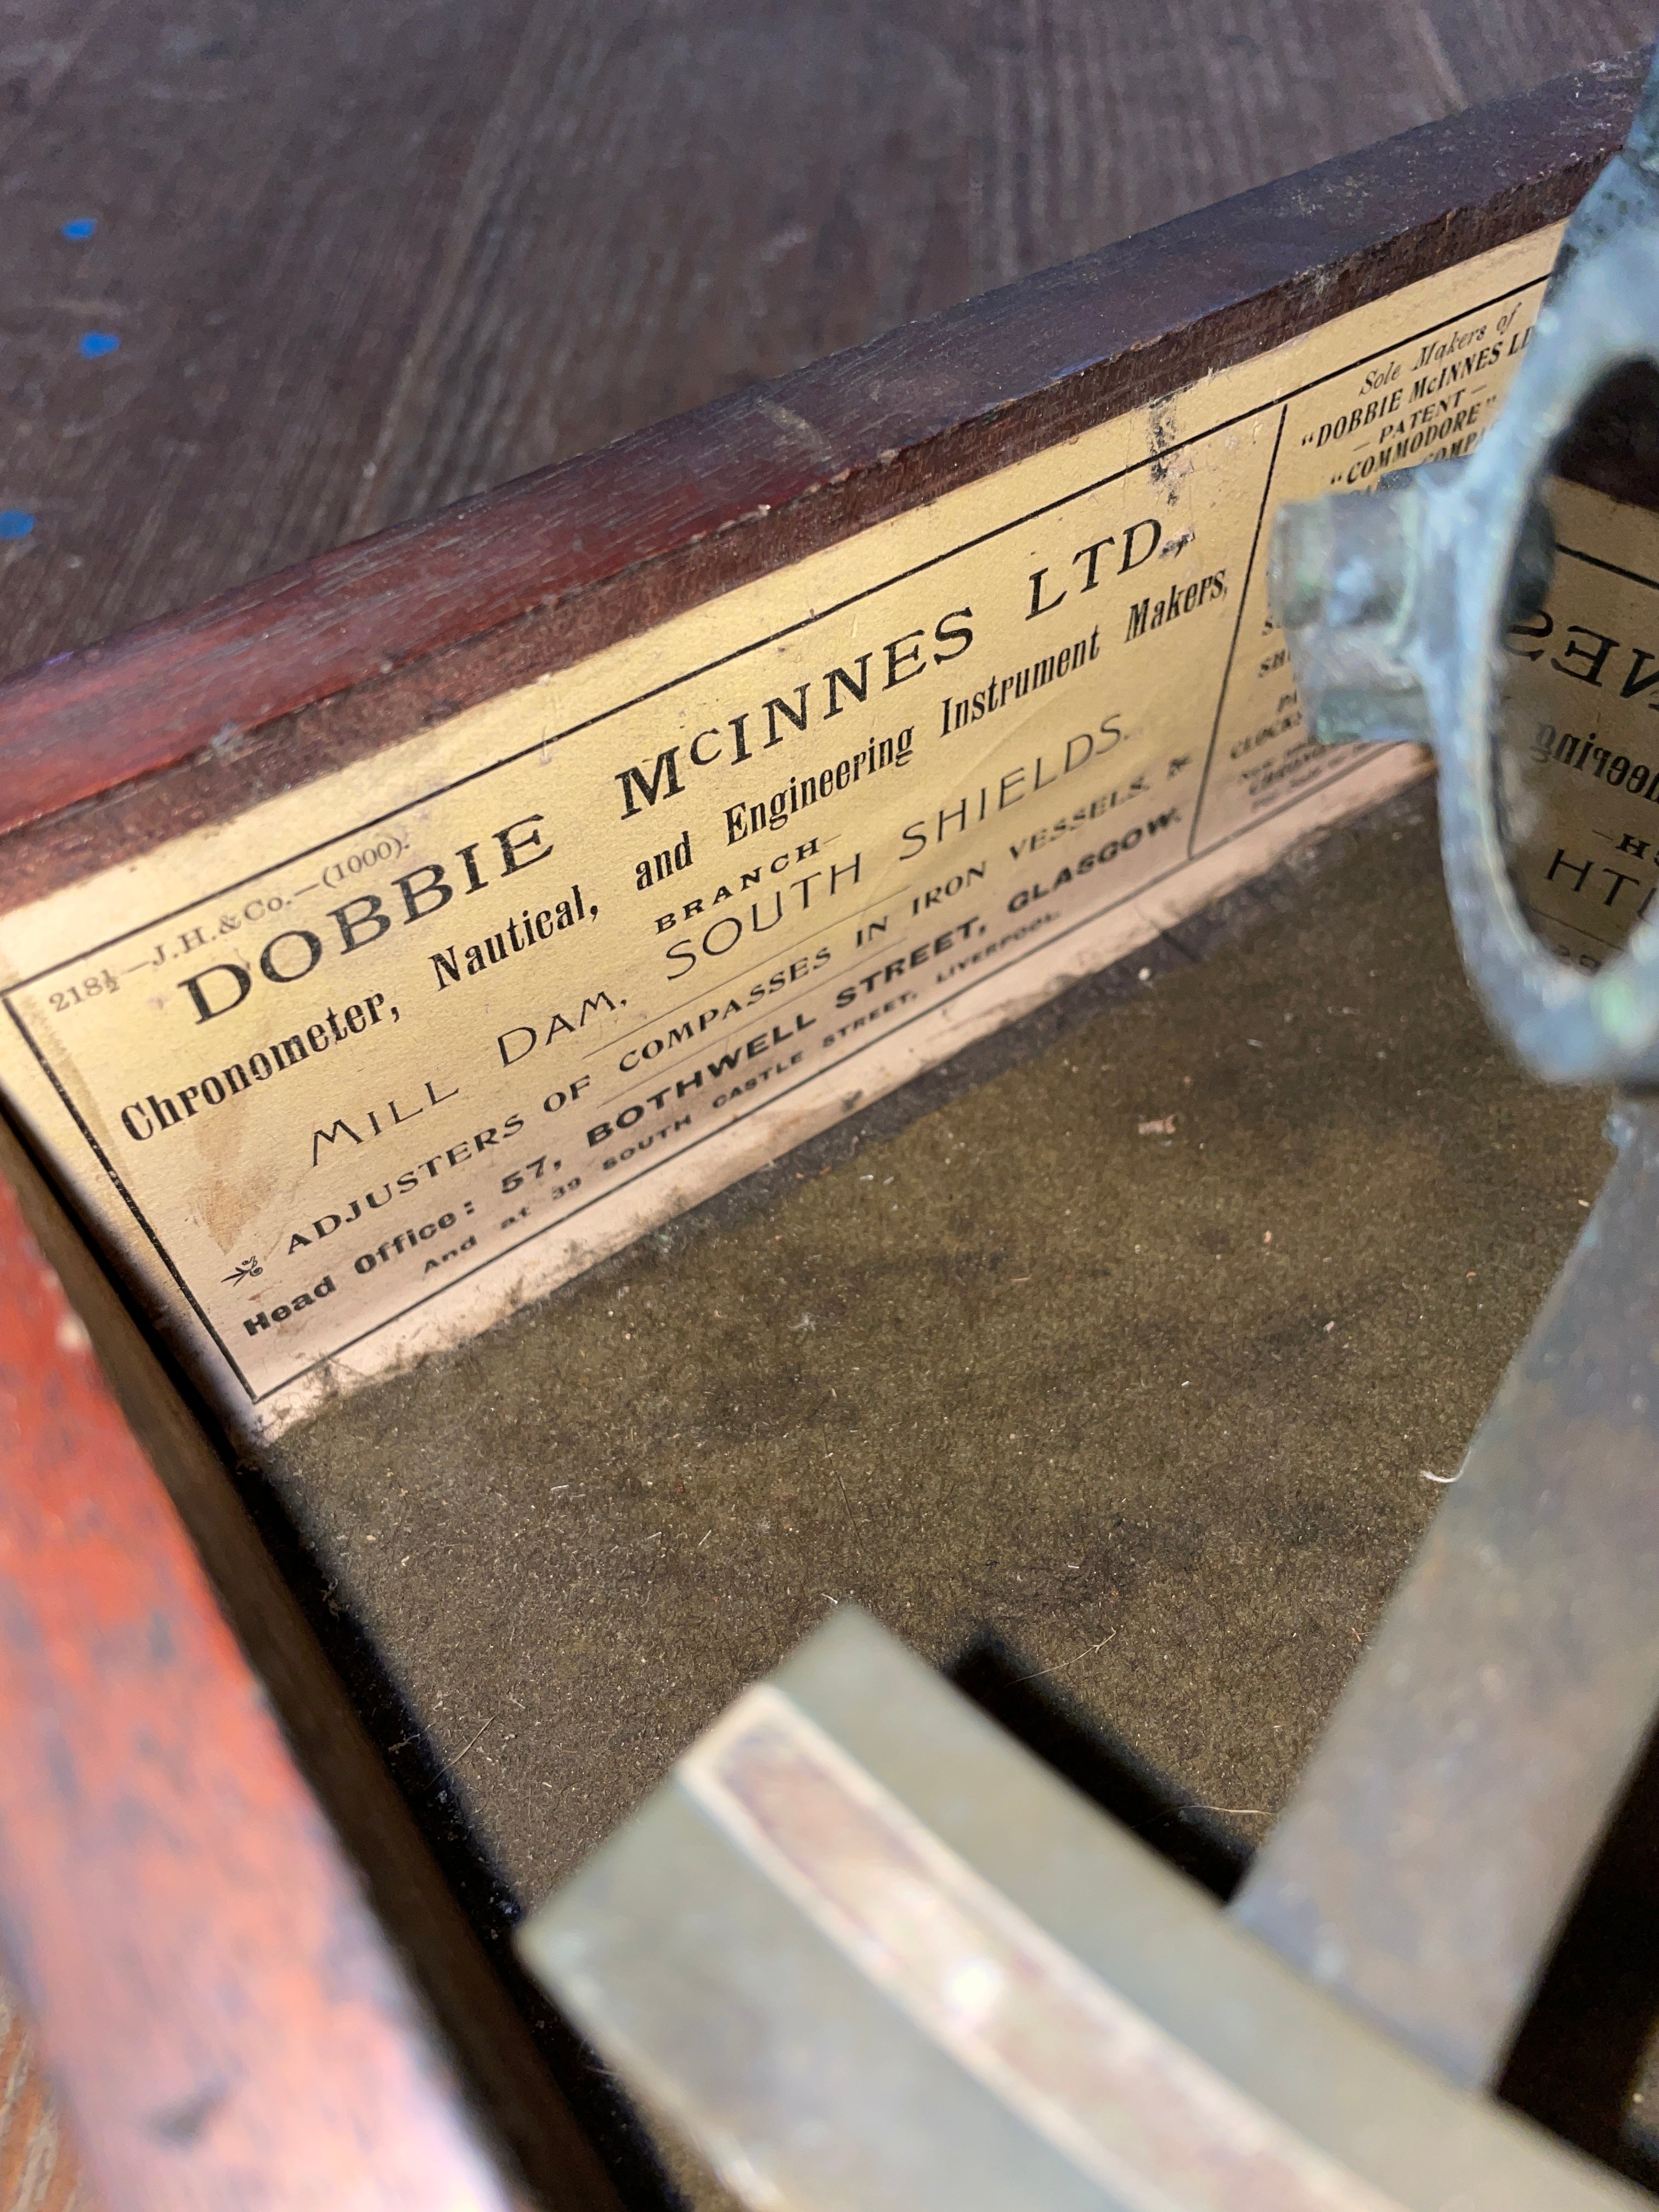 218½—J.H.&Co.—(1000).
DOBBIE McINNES LTD.,
Chronometer, Nautical, and Engineering Instrument Makers,
BRANCH—
MILL DAM, SOUTH SHIELDS.
ADJUSTERS OF COMPASSES IN IRON VESSELS.
Head Office: 57, BOTHWELL STREET, GLASGOW.
And at 39 SOUTH CASTLE STREET, LIVERPOOL.
Sole Makers of
"DOBBIE McINNES
— PATENT —
"COMMODORE"